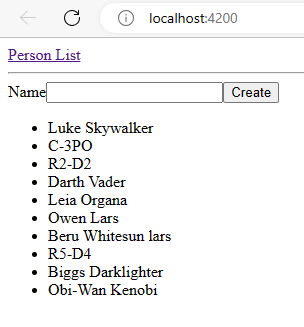 localhost:4200
Person List
Name Create
Luke Skywalker
C-3PO
R2-D2
Darth Vader
Leia Organa
Owen Lars
Beru Whitesun lars
R5-D4
Biggs Darklighter
Obi-Wan Kenobi